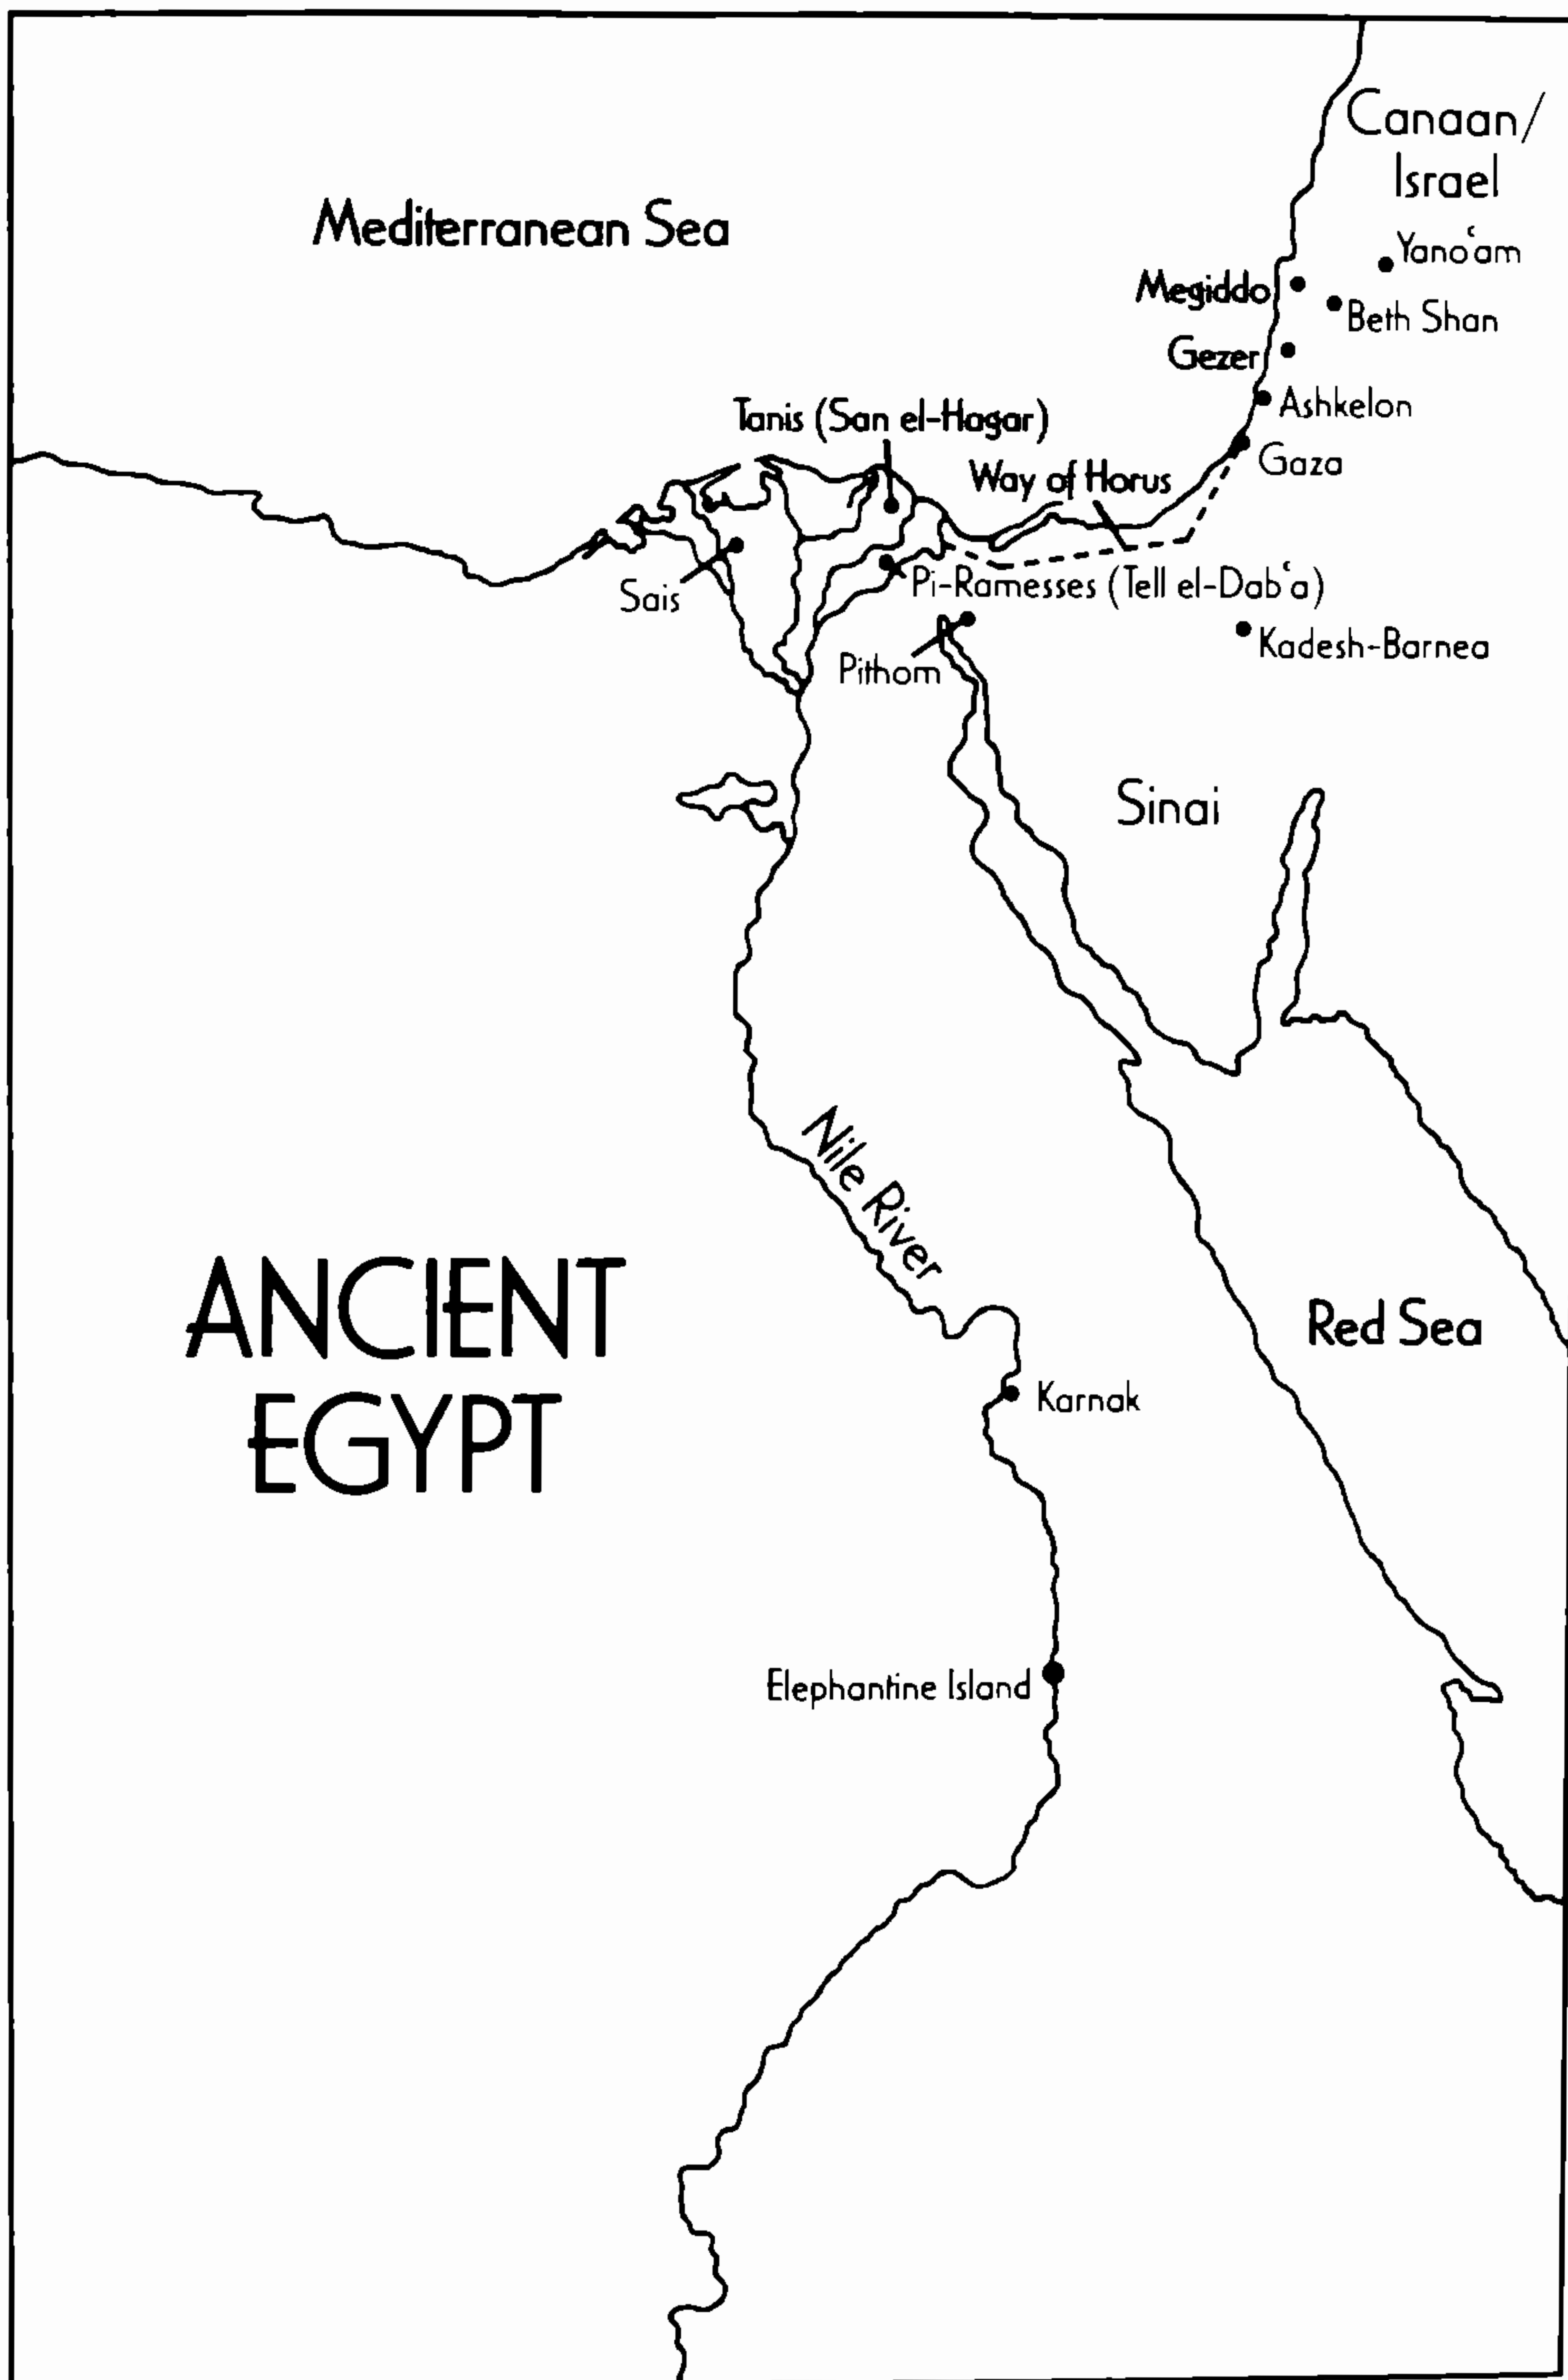 Canaan/
Israel
Mediterranean Sea
Yano‘am
Megiddo
Beth Shan
Gezer
Ashkelon
Tanis (San el-Hagar)
Gaza
Way of Horus
Pi-Ramesses (Tell el-Dab‘a)
Sais
Kadesh-Barnea
Pithom
Sinai
Nile River
ANCIENT
EGYPT
Red Sea
Karnak
Elephantine Island